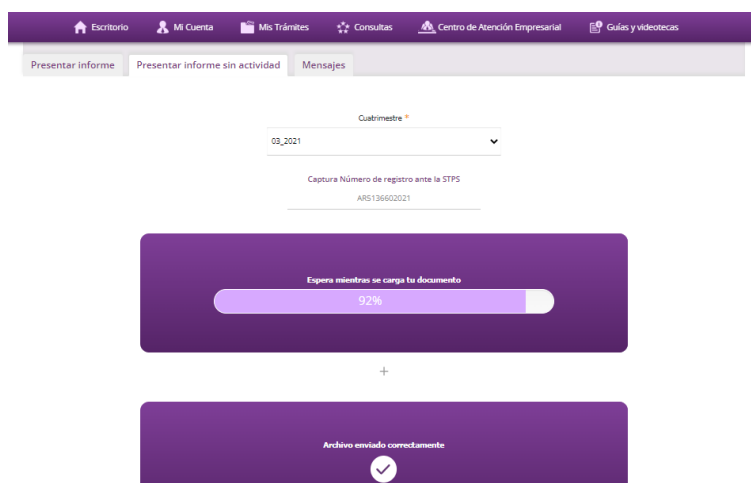 Escritorio Mi Cuenta Mis Trámites Consultas Centro de Atención Empresarial Guías y videotecas
Presentar informe Presentar informe sin actividad Mensajes
Cuatrimestre *
03_2021
Captura Número de registro ante la STPS
AR5136602021
Espera mientras se carga tu documento
92%
+
Archivo enviado correctamente